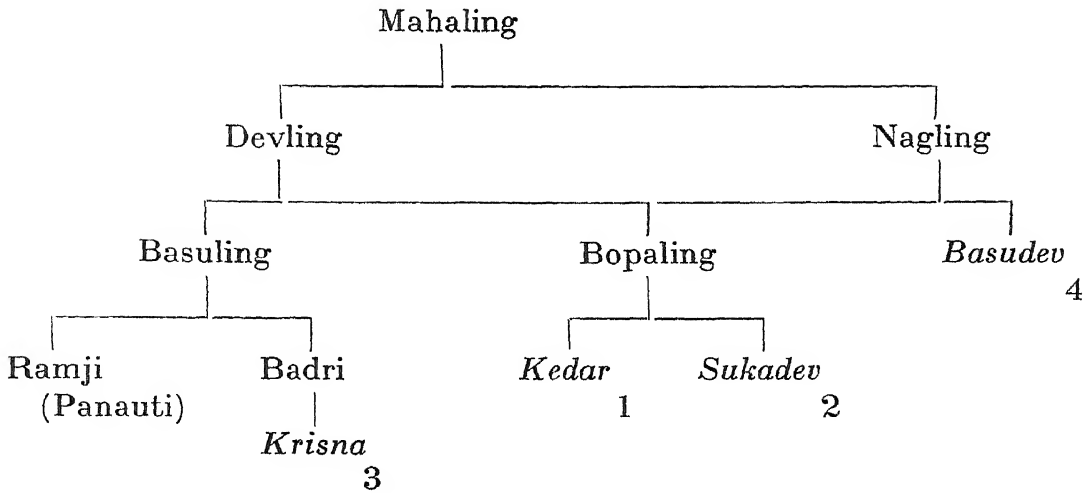 Mahaling
Devling Nagling
Basuling Bopaling Basudev
4
Ramji Badri Kedar Sukadev
(Panauti) 1 2
Krisna
3